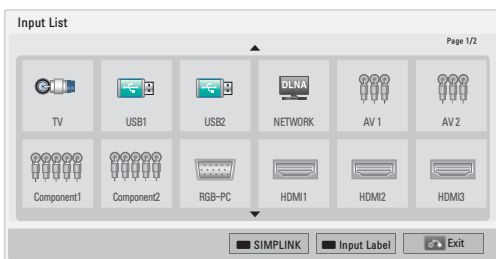 Input List
Page 1/2
DLNA
TV USB1 USB2 NETWORK AV 1 AV 2
Component1 Component2 RGB-PC HDMI1 HDMI2 HDMI3
SIMPLINK Input Label Exit